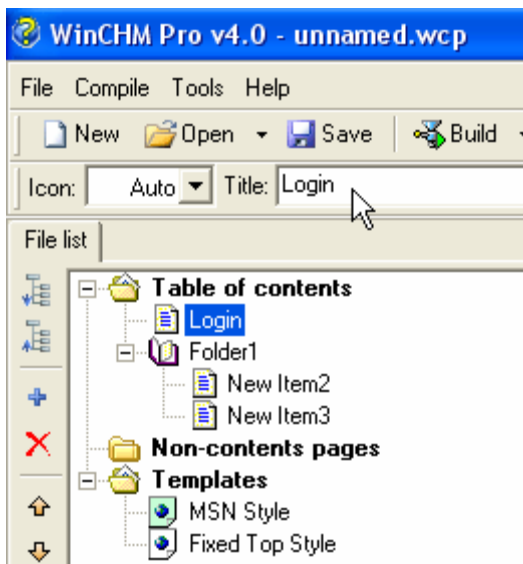 WinCHM Pro v4.0 - unnamed.wcp
File Compile Tools Help
New Open Save Build
Icon: Auto Title: Login
File list
Table of contents
Login
Folder1
New Item2
New Item3
Non-contents pages
Templates
MSN Style
Fixed Top Style